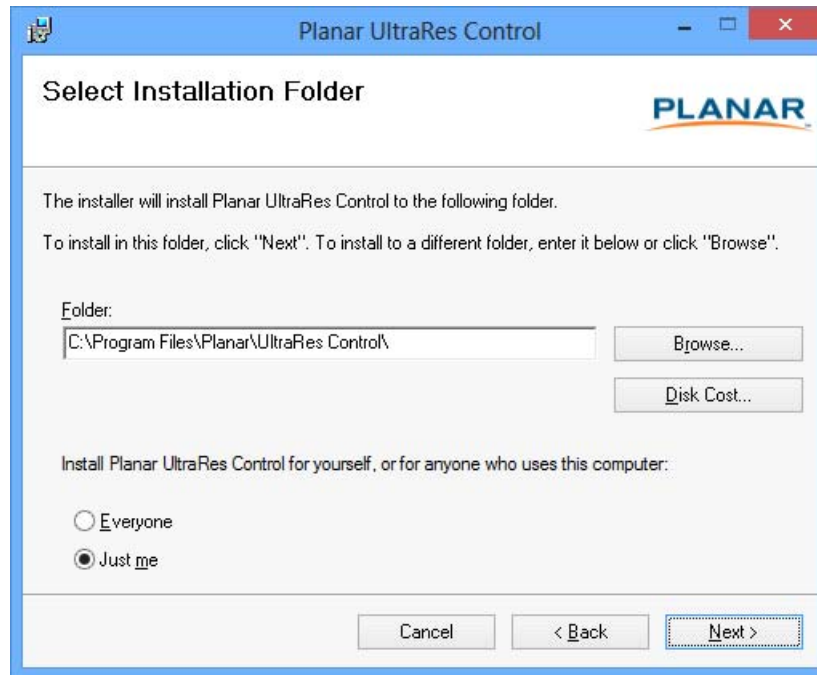 Planar UltraRes Control
Select Installation Folder
PLANAR
The installer will install Planar UltraRes Control to the following folder.
To install in this folder, click "Next". To install to a different folder, enter it below or click "Browse".
Folder:
C:\Program Files\Planar\UltraRes Control\
Browse...
Disk Cost...
Install Planar UltraRes Control for yourself, or for anyone who uses this computer:
Everyone
Just me
Cancel
< Back
Next >